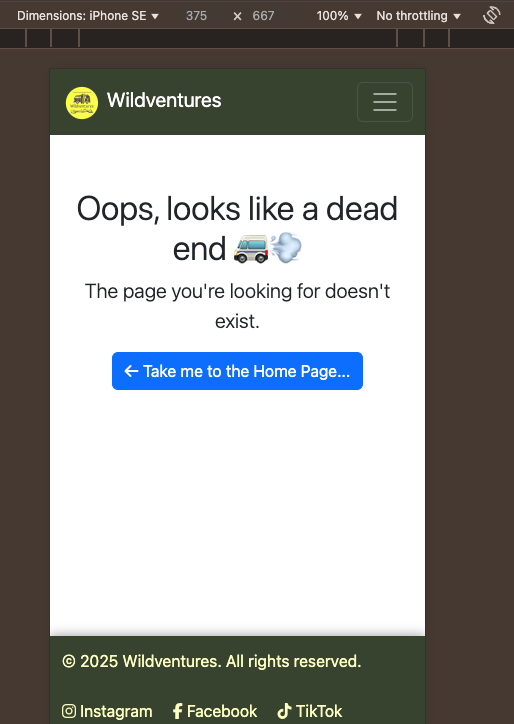 Dimensions: iPhone SE ▼ 375 × 667 100% ▼ No throttling ▼
Wildventures
Oops, looks like a dead
end 🚐💨
The page you're looking for doesn't
exist.
← Take me to the Home Page...
© 2025 Wildventures. All rights reserved.
Instagram Facebook TikTok